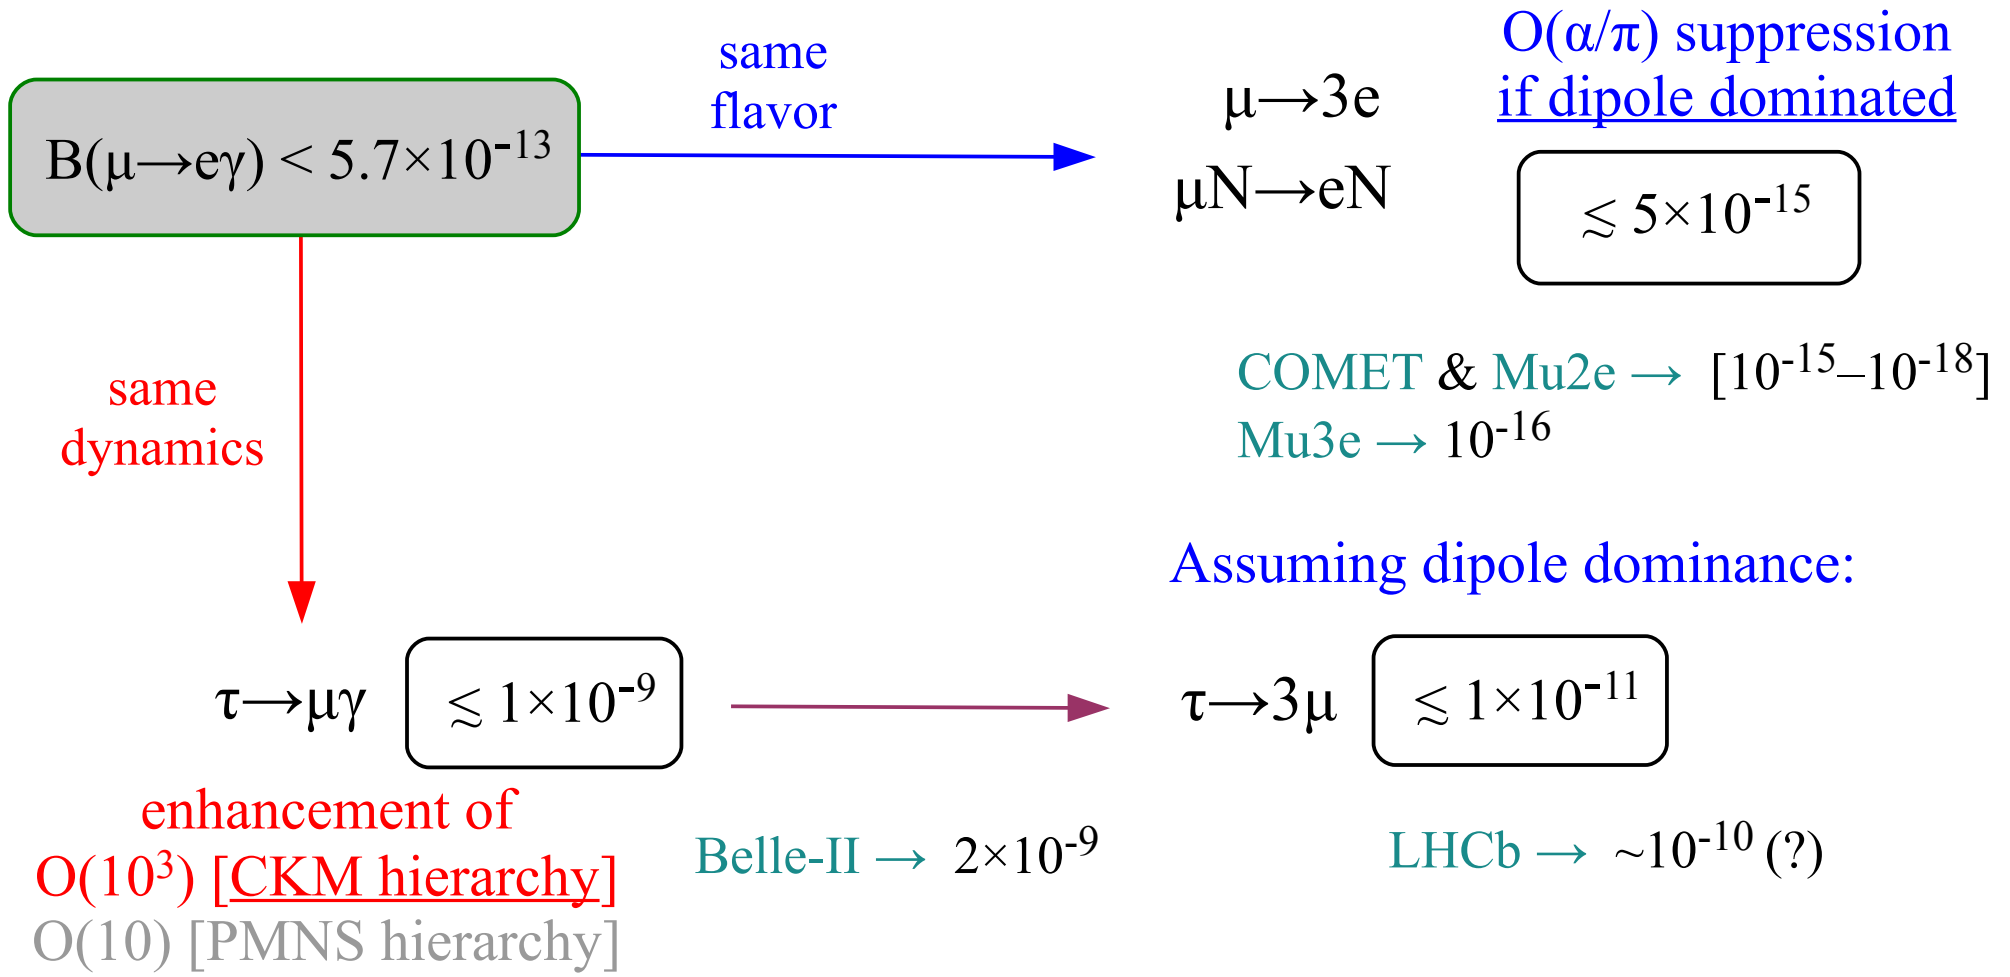 B(μ→eγ) < 5.7×10⁻¹³
same
flavor
μ→3e
μN→eN
O(α/π) suppression
if dipole dominated
≲ 5×10⁻¹⁵
COMET & Mu2e → [10⁻¹⁵–10⁻¹⁸]
Mu3e → 10⁻¹⁶
same
dynamics
τ→μγ
≲ 1×10⁻⁹
enhancement of
O(10³) [CKM hierarchy]
O(10) [PMNS hierarchy]
Belle-II → 2×10⁻⁹
Assuming dipole dominance:
τ→3μ
≲ 1×10⁻¹¹
LHCb → ~10⁻¹⁰ (?)